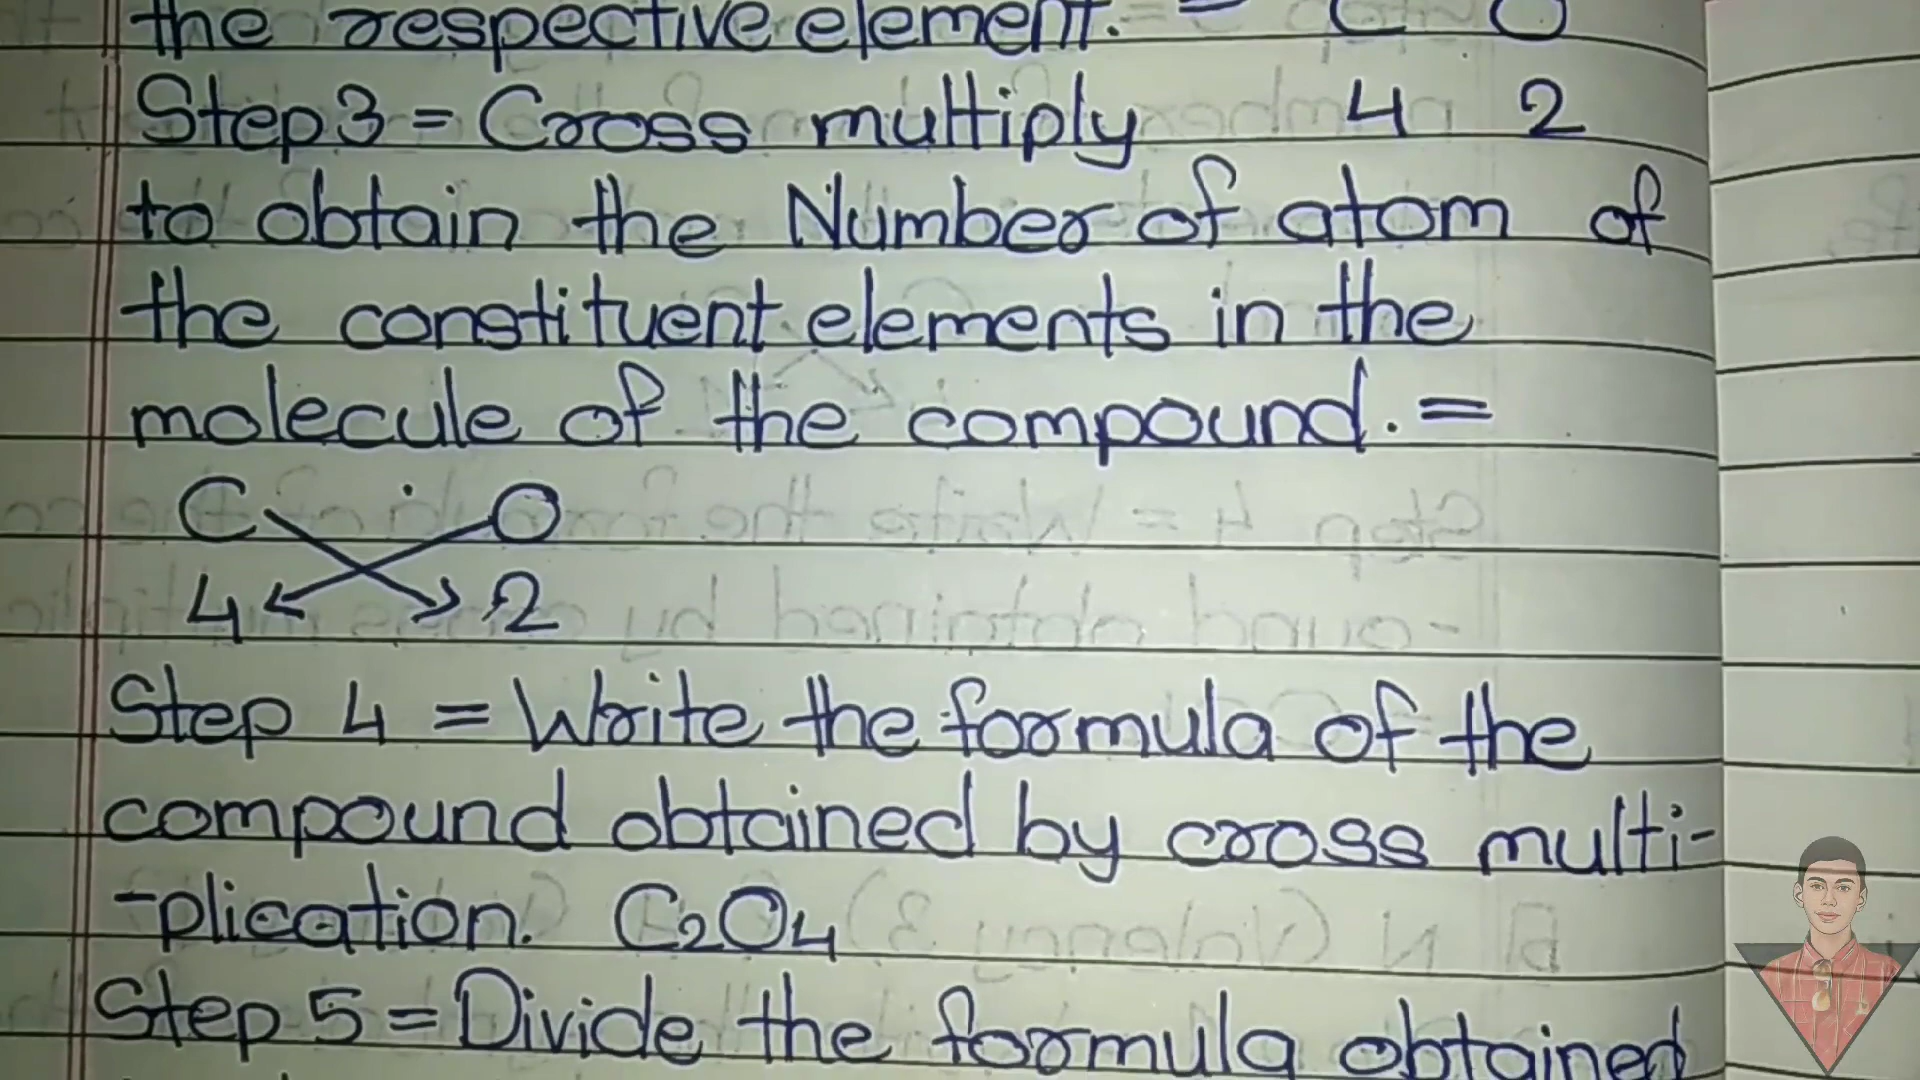 the respective element. = C O
Step 3 = Cross multiply 4 2
to obtain the Number of atom of
the constituent elements in the
molecule of the compound. =
C O
4 2
Step 4 = Write the formula of the
compound obtained by cross multi-
-plication. C2O4
Step 5 = Divide the formula obtained